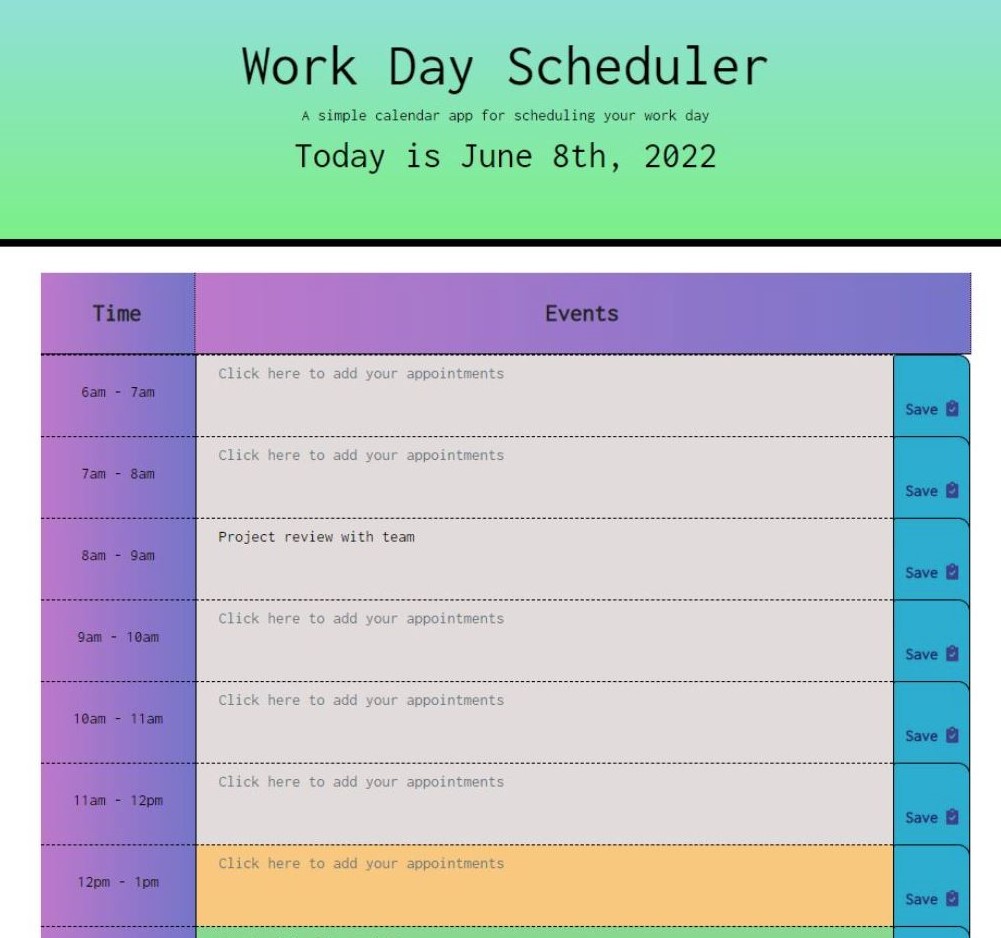 Work Day Scheduler
A simple calendar app for scheduling your work day
Today is June 8th, 2022
Time Events
6am - 7am Click here to add your appointments Save
7am - 8am Click here to add your appointments Save
8am - 9am Project review with team Save
9am - 10am Click here to add your appointments Save
10am - 11am Click here to add your appointments Save
11am - 12pm Click here to add your appointments Save
12pm - 1pm Click here to add your appointments Save